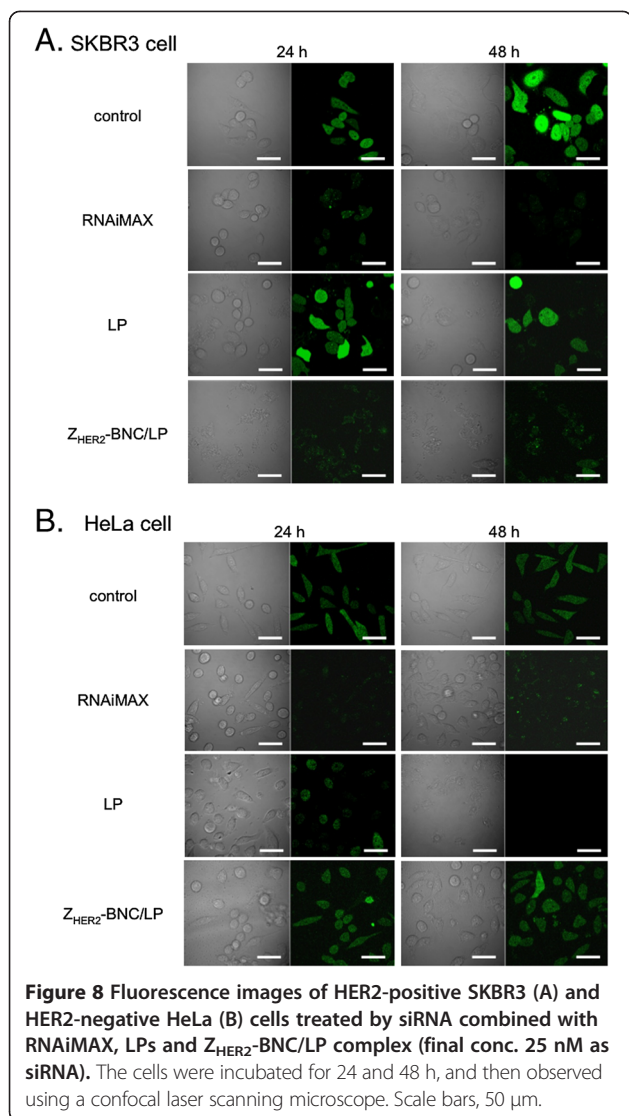 A. SKBR3 cell
24 h 48 h
control
RNAiMAX
LP
ZHER2-BNC/LP
B. HeLa cell
24 h 48 h
control
RNAiMAX
LP
ZHER2-BNC/LP
Figure 8 Fluorescence images of HER2-positive SKBR3 (A) and
HER2-negative HeLa (B) cells treated by siRNA combined with
RNAiMAX, LPs and ZHER2-BNC/LP complex (final conc. 25 nM as
siRNA). The cells were incubated for 24 and 48 h, and then observed
using a confocal laser scanning microscope. Scale bars, 50 μm.